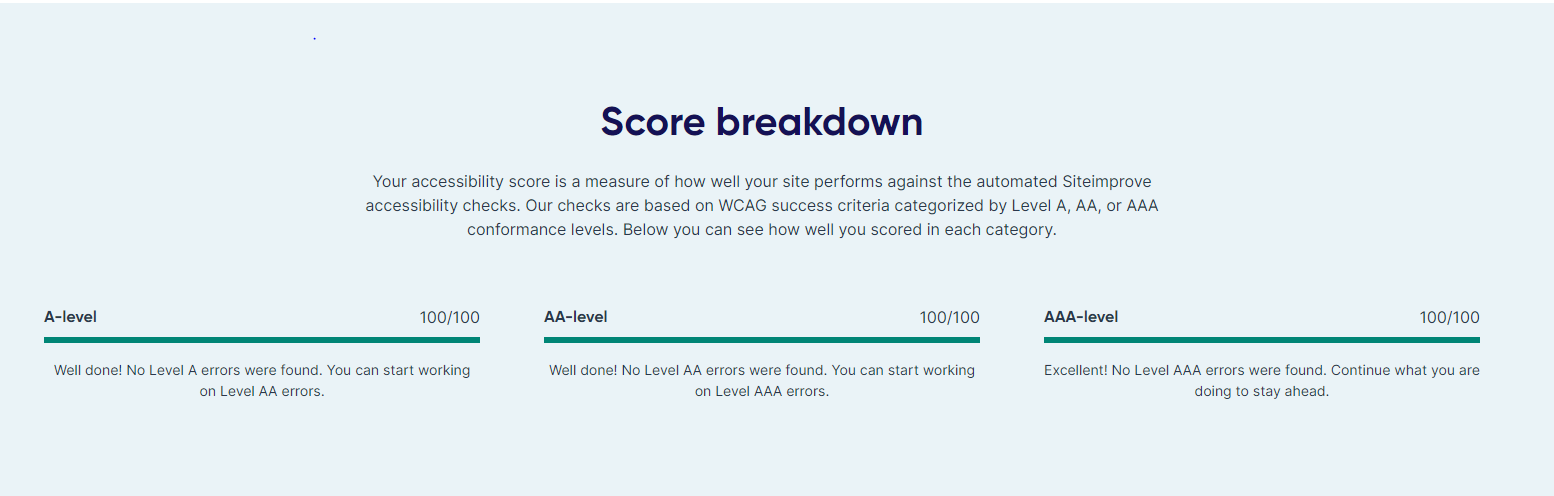 Score breakdown
Your accessibility score is a measure of how well your site performs against the automated Siteimprove
accessibility checks. Our checks are based on WCAG success criteria categorized by Level A, AA, or AAA
conformance levels. Below you can see how well you scored in each category.
A-level 100/100
Well done! No Level A errors were found. You can start working
on Level AA errors.
AA-level 100/100
Well done! No Level AA errors were found. You can start working
on Level AAA errors.
AAA-level 100/100
Excellent! No Level AAA errors were found. Continue what you are
doing to stay ahead.